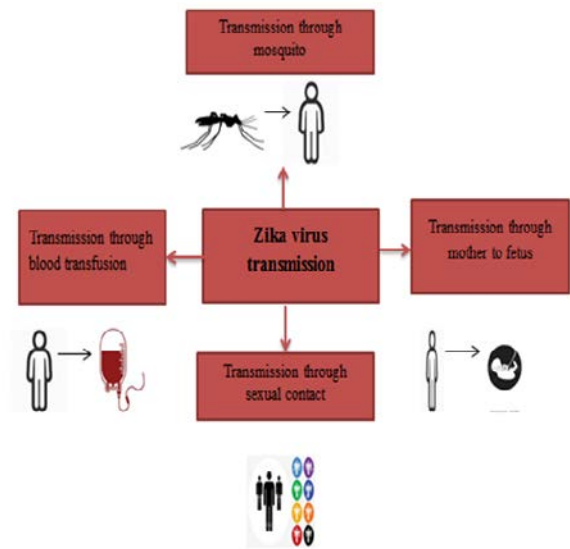 Transmission through
mosquito
Transmission through
blood transfusion
Zika virus
transmission
Transmission through
mother to fetus
Transmission through
sexual contact